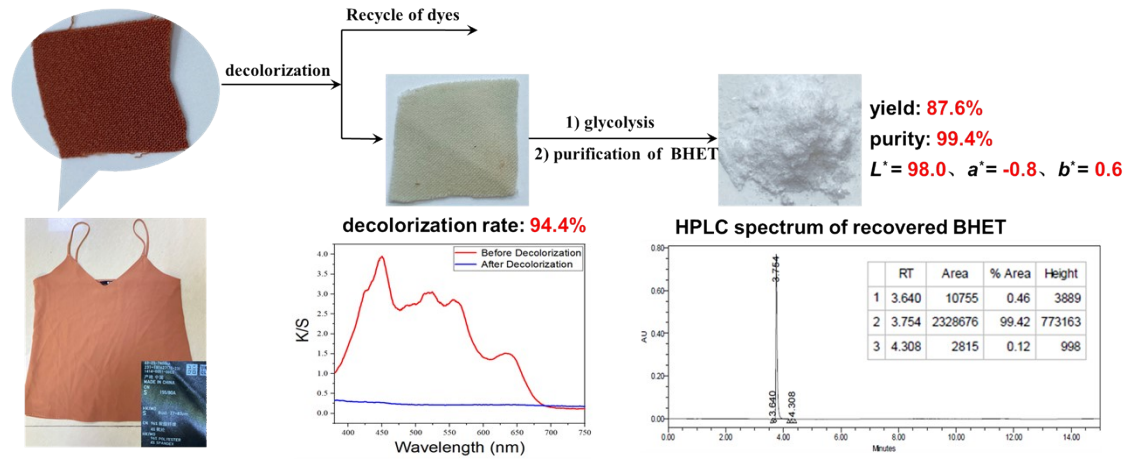 Recycle of dyes
decolorization
1) glycolysis
2) purification of BHET
yield: 87.6%
purity: 99.4%
L*= 98.0、a*= -0.8、b*= 0.6
decolorization rate: 94.4%
HPLC spectrum of recovered BHET
Before Decolorization
After Decolorization
K/S
4.0
3.5
3.0
2.5
2.0
1.5
1.0
0.5
0.0
400 450 500 550 600 650 700 750
Wavelength (nm)
AU
0.80
0.60
0.40
0.20
0.00
3.640
3.754
4.308
RT Area % Area Height
1 3.640 10755 0.46 3889
2 3.754 2328676 99.42 773163
3 4.308 2815 0.12 998
0.00 2.00 4.00 6.00 8.00 10.00 12.00 14.00
Minutes
MADE IN CHINA
S